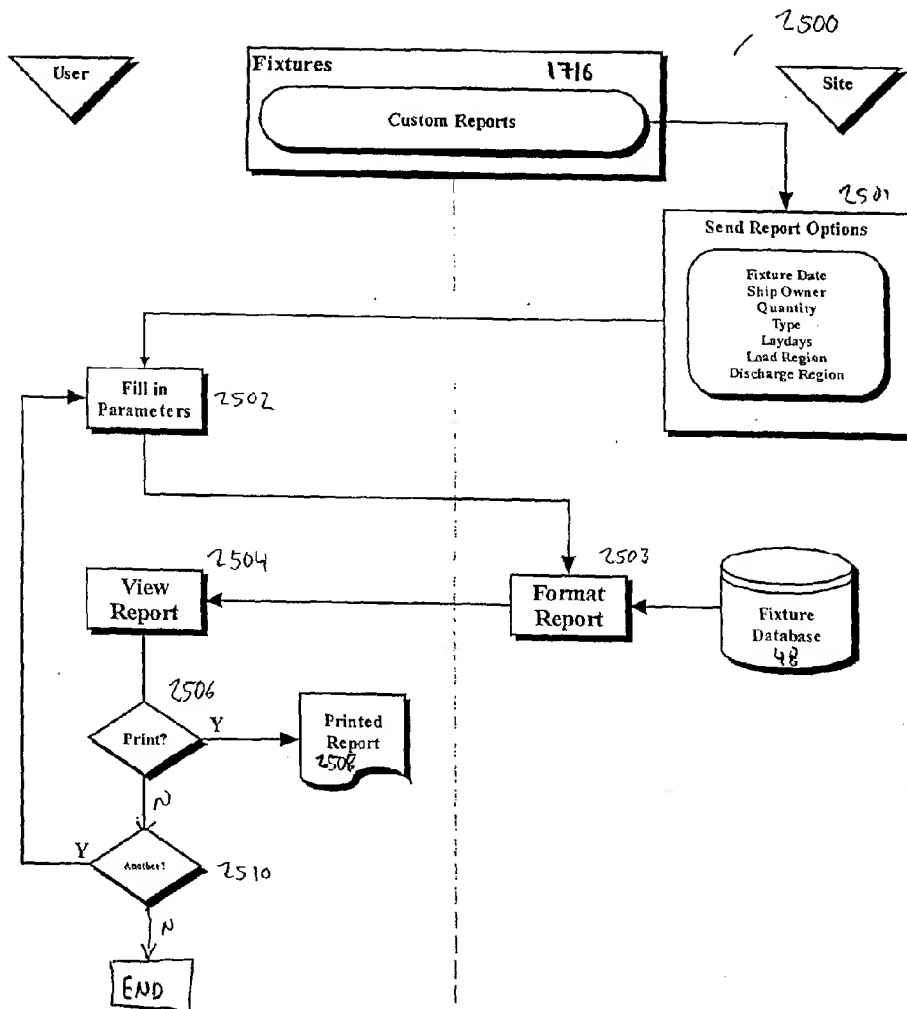 2500
User
Fixtures 1716
Site
Custom Reports
2501
Send Report Options
Fixture Date
Ship Owner
Quantity
Type
Laydays
Load Region
Discharge Region
Fill in
Parameters
2502
2504
2503
View
Report
Format
Report
Fixture
Database
48
2506
Y
Print?
Printed
Report
2508
N
Y
Another?
2510
N
END